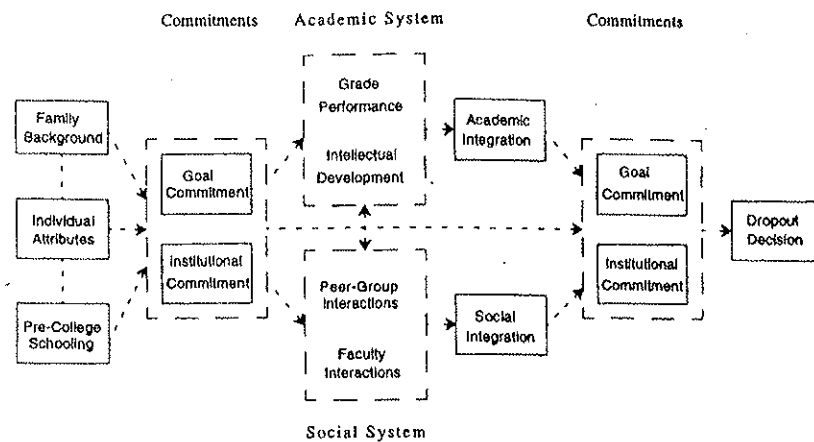 Commitments
Academic System
Commitments
Grade
Performance
Intellectual
Development
Family
Background
Individual
Attributes
Pre-College
Schooling
Goal
Commitment
Institutional
Commitment
Peer-Group
Interactions
Faculty
Interactions
Academic
Integration
Social
Integration
Goal
Commitment
Institutional
Commitment
Dropout
Decision
Social System